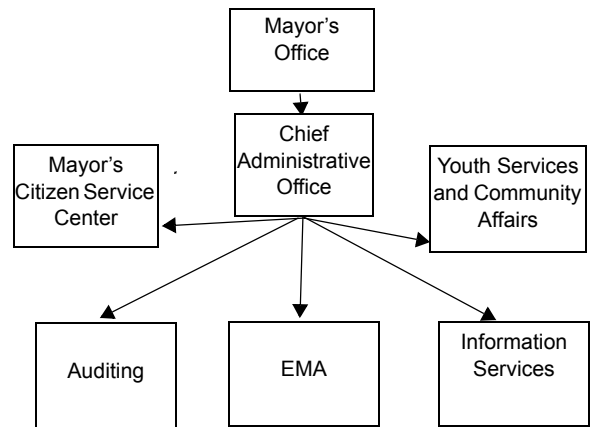 Mayor's
Office
Chief
Administrative
Office
Mayor's
Citizen Service
Center
Youth Services
and Community
Affairs
Auditing
EMA
Information
Services